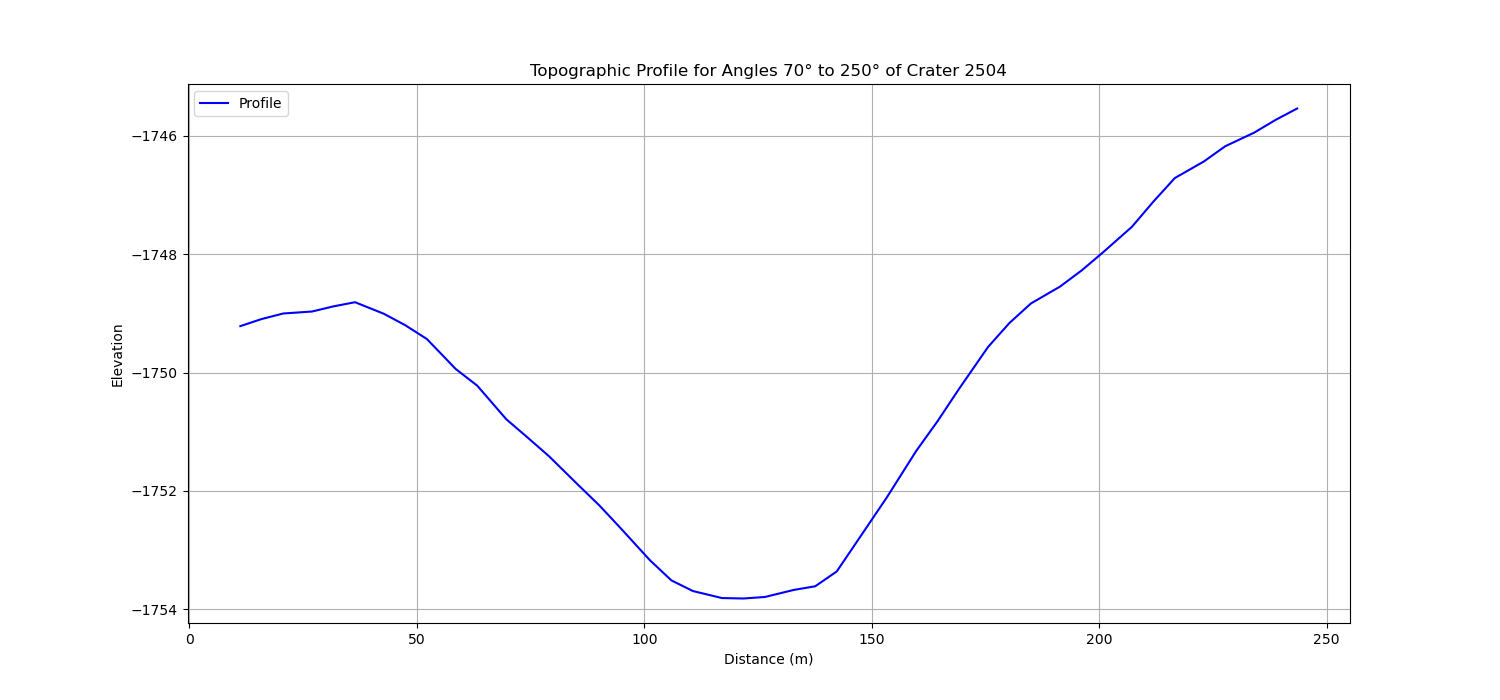 Topographic Profile for Angles 70° to 250° of Crater 2504
Profile
−1746
−1748
−1750
−1752
−1754
Elevation
0
50
100
150
200
250
Distance (m)